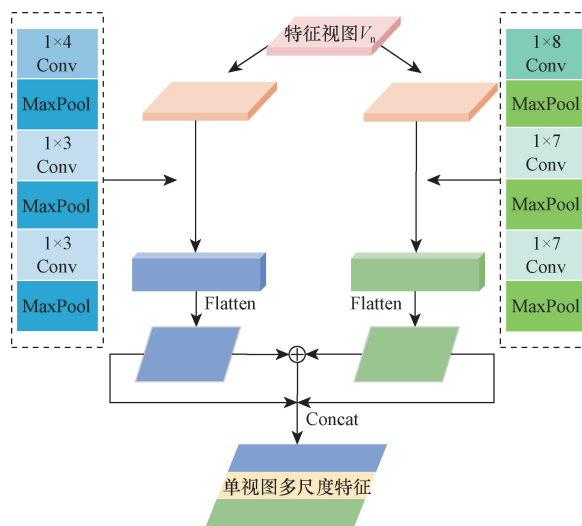 特征视图Vn
1×4
Conv
MaxPool
1×3
Conv
MaxPool
1×3
Conv
MaxPool
1×8
Conv
MaxPool
1×7
Conv
MaxPool
1×7
Conv
MaxPool
Flatten
Flatten
Concat
单视图多尺度特征